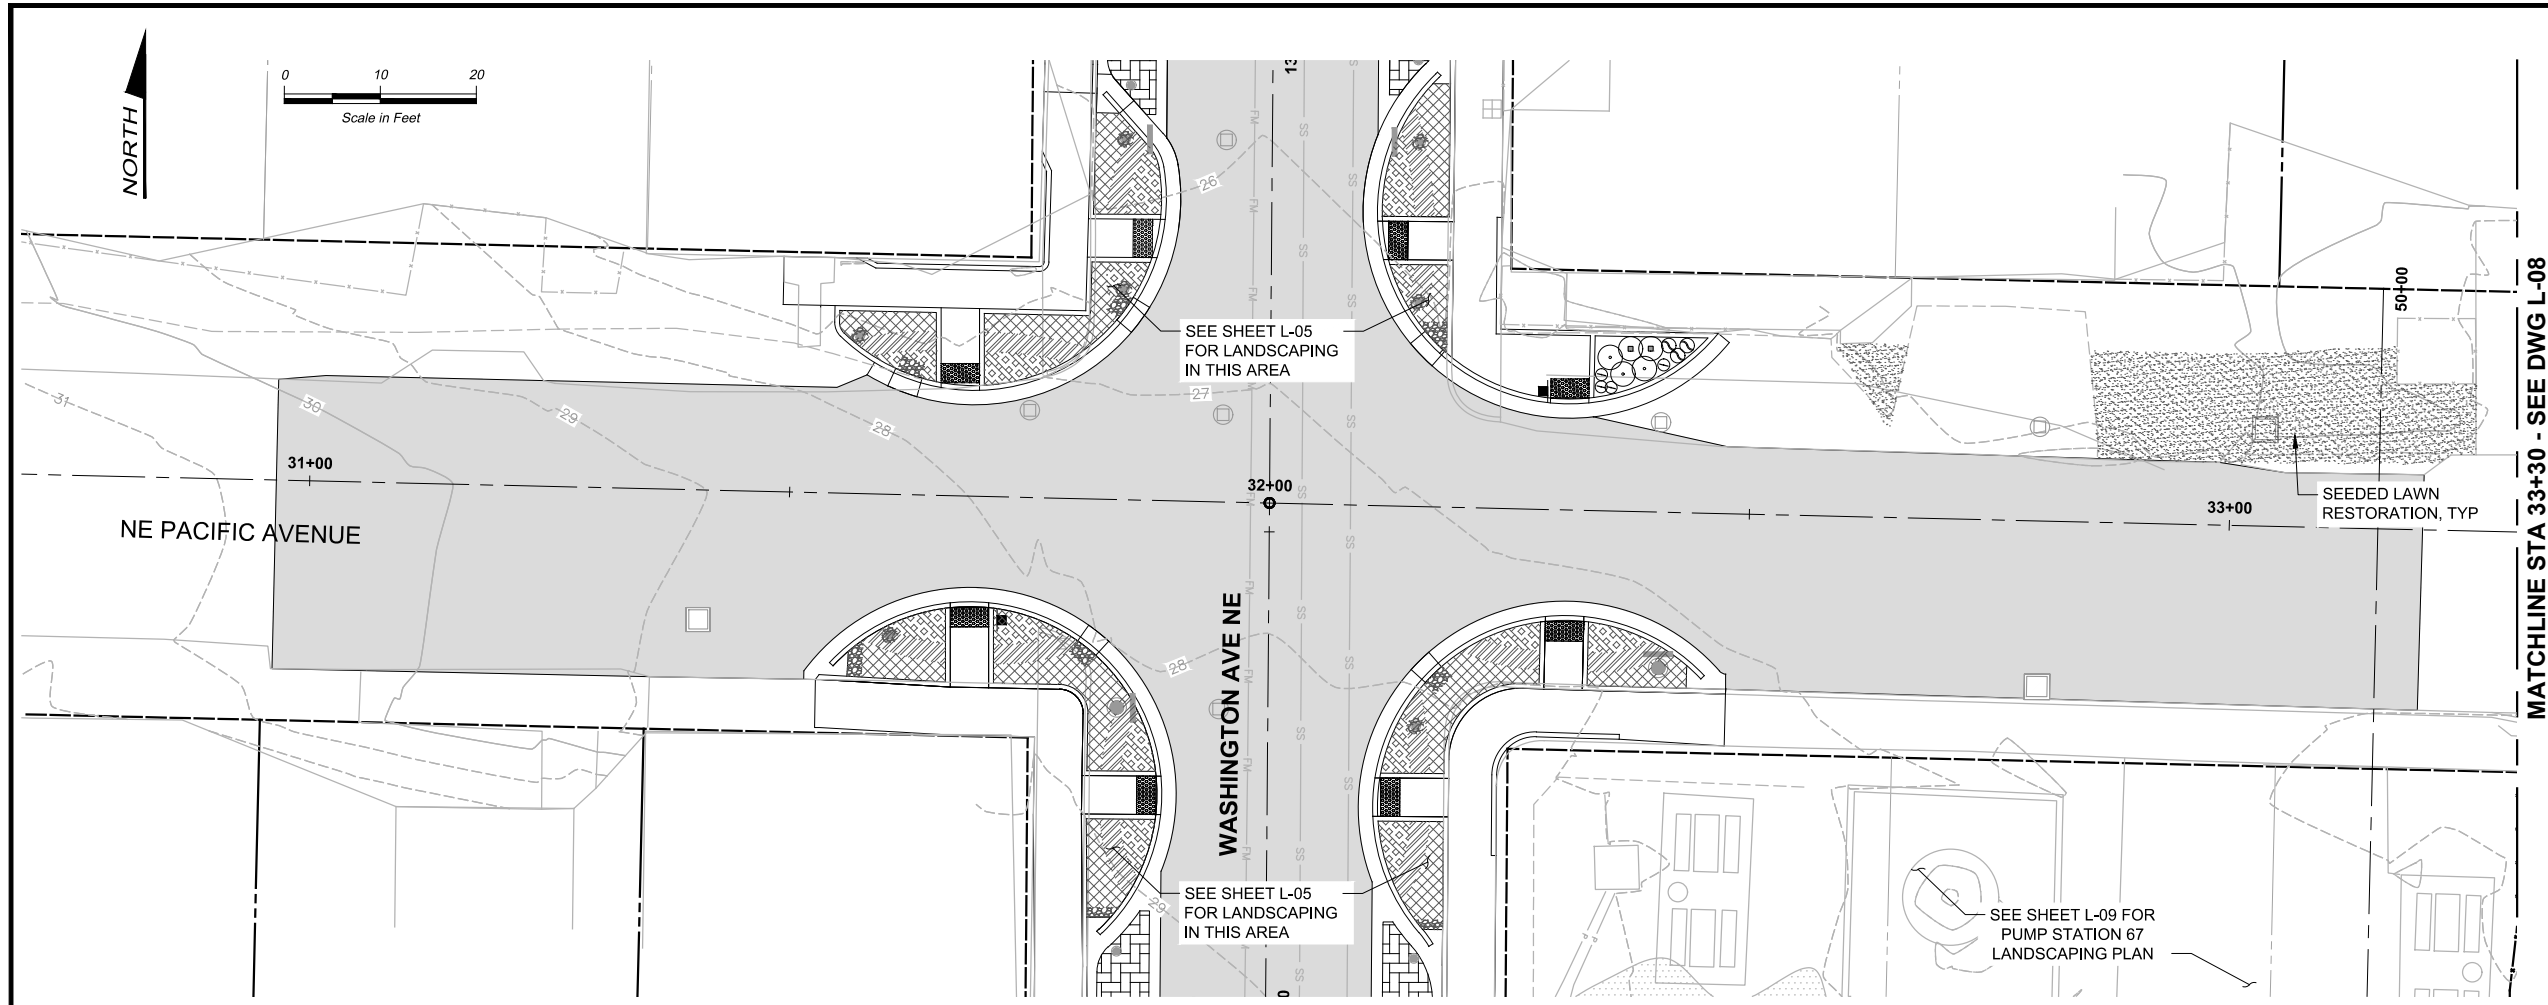 0 10 20
Scale in Feet
NORTH
13
FM
SS
SS
26
SEE SHEET L-05
FOR LANDSCAPING
IN THIS AREA
27
31
30
29
28
31+00
32+00
33+00
50+00
NE PACIFIC AVENUE
WASHINGTON AVE NE
SEEDED LAWN
RESTORATION, TYP
MATCHLINE STA 33+30 - SEE DWG L-08
28
29
SEE SHEET L-05
FOR LANDSCAPING
IN THIS AREA
SEE SHEET L-09 FOR
PUMP STATION 67
LANDSCAPING PLAN